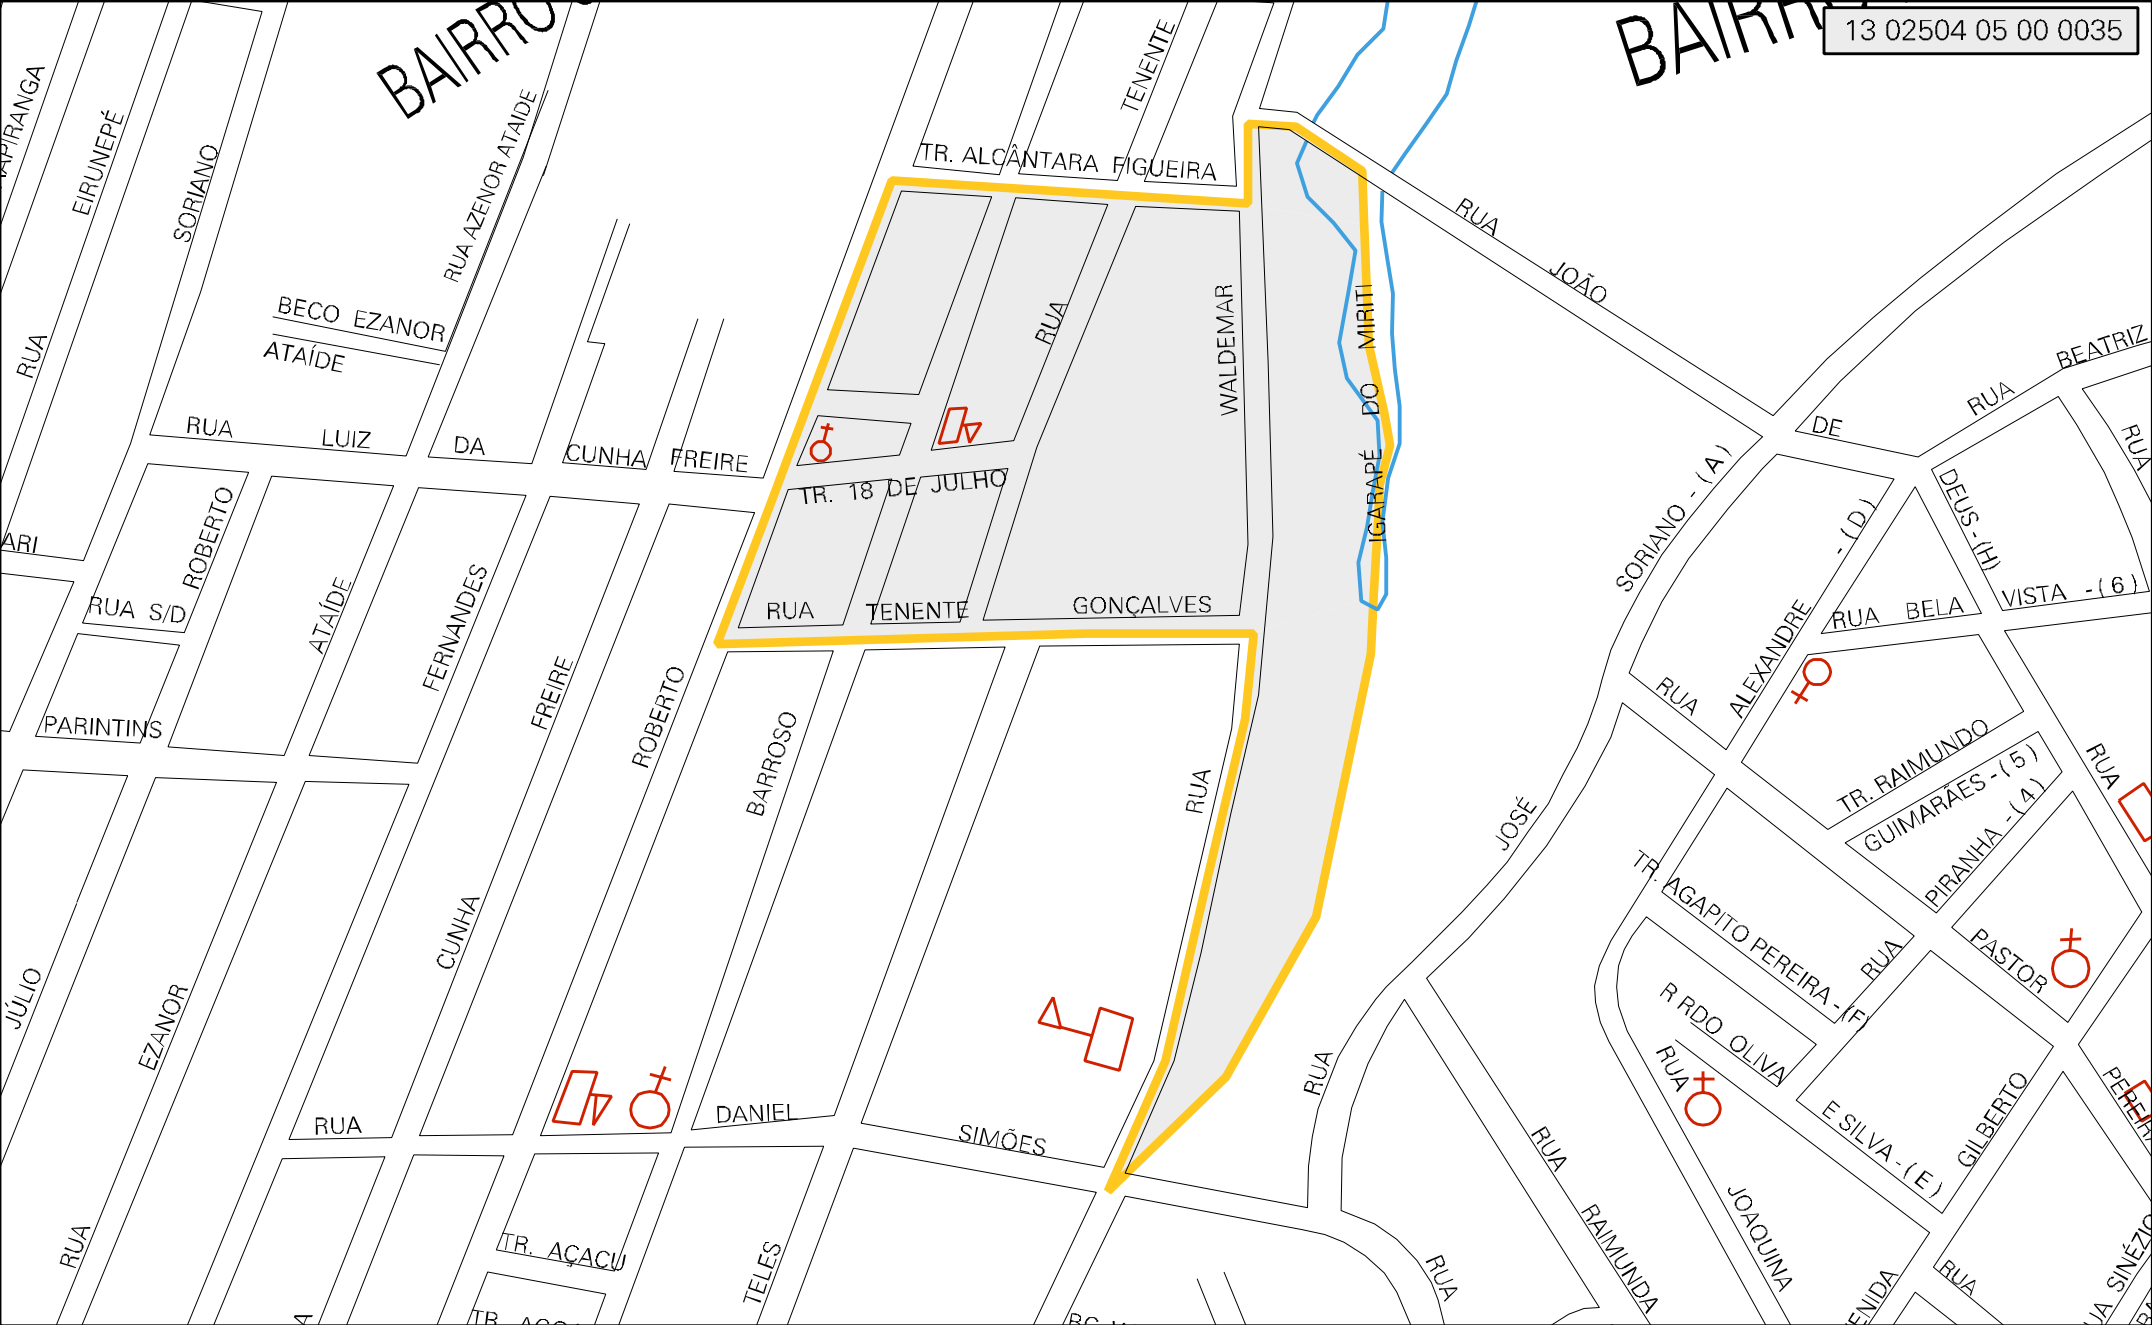 BAIRRO
13 02504 05 00 0035
TENENTE
EIRUNEPÉ
SORIANO
RUA AZENOR ATAIDE
TR. ALCÂNTARA FIGUEIRA
RUA
JOÃO
BECO EZANOR
ATAÍDE
RUA
RUA
WALDEMAR
IGARAPÉ DO MIRITI
RUA BEATRIZ
RUA LUIZ DA CUNHA FREIRE
DE
DEUS - (H)
RUA
TR. 18 DE JULHO
SORIANO - ( A )
- ( D )
ROBERTO
RUA S/D
ATAÍDE
FERNANDES
RUA TENENTE GONÇALVES
RUA BELA VISTA - ( 6 )
ALEXANDRE
RUA
PARINTINS
FREIRE
ROBERTO
BARROSO
RUA
JOSÉ
TR. RAIMUNDO
GUIMARÃES - ( 5 )
PIRANHA - ( 4 )
RUA
TR. AGAPITO PEREIRA - (F)
RUA
PASTOR
CUNHA
JÚLIO
EZANOR
R RDO OLIVA
RUA
RUA
E SILVA - ( E )
GILBERTO
RUA
DANIEL
SIMÕES
RUA
RAIMUNDA
JOAQUINA
RUA
RUA
TR. AÇACU
TELES
RUA